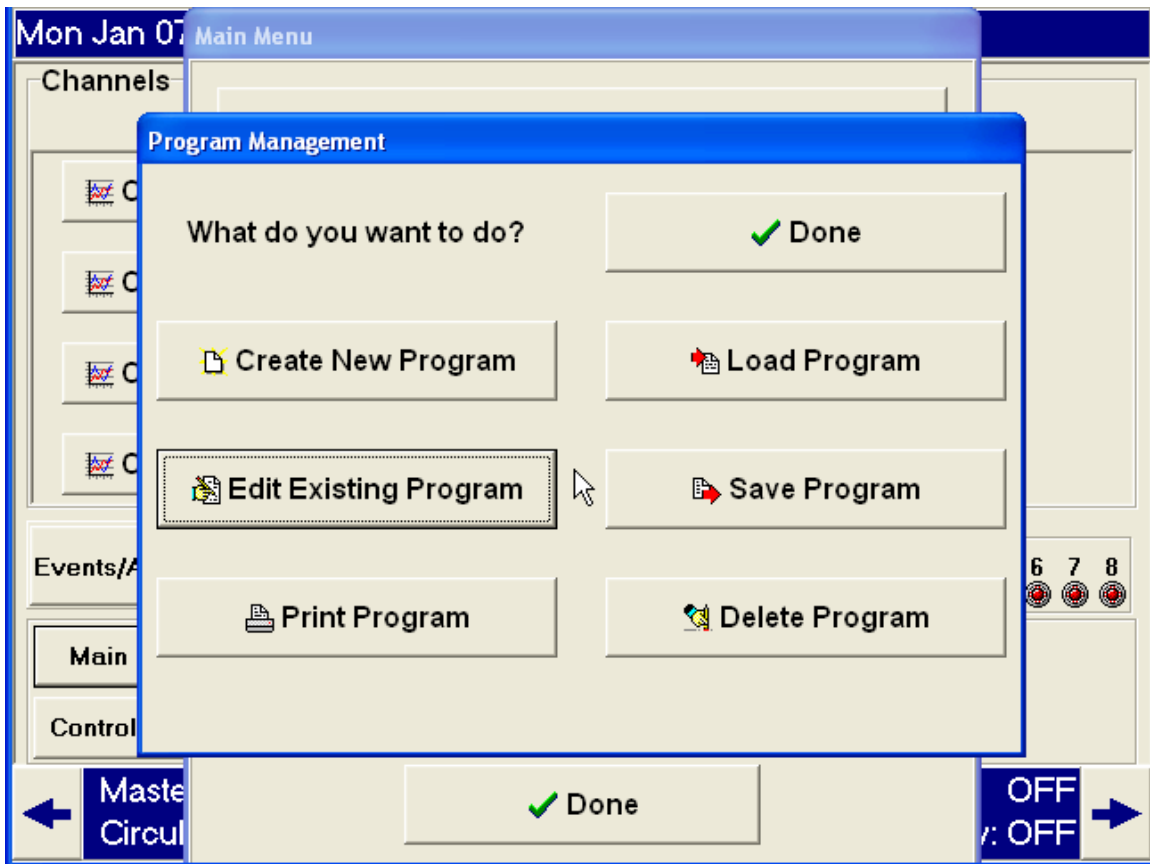 Mon Jan 07
Main Menu
Channels
Program Management
What do you want to do?
Done
Create New Program
Load Program
Edit Existing Program
Save Program
Print Program
Delete Program
Events/A
6 7 8
Main
Control
Maste
OFF
Circul
y: OFF
Done